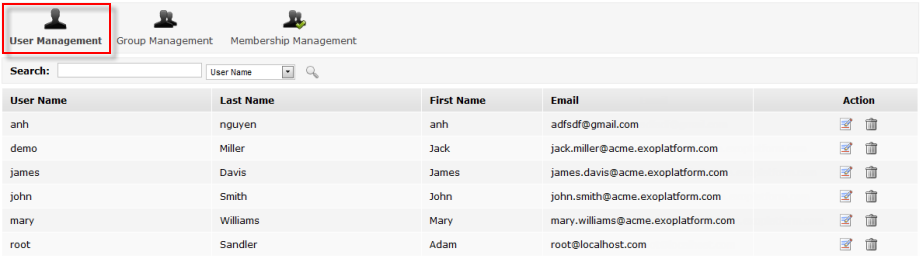 User Management Group Management Membership Management
Search: User Name
User Name Last Name First Name Email Action
anh nguyen anh adfsdf@gmail.com
demo Miller Jack jack.miller@acme.exoplatform.com
james Davis James james.davis@acme.exoplatform.com
john Smith John john.smith@acme.exoplatform.com
mary Williams Mary mary.williams@acme.exoplatform.com
root Sandler Adam root@localhost.com